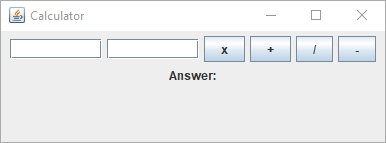 Calculator
x + / -
Answer: